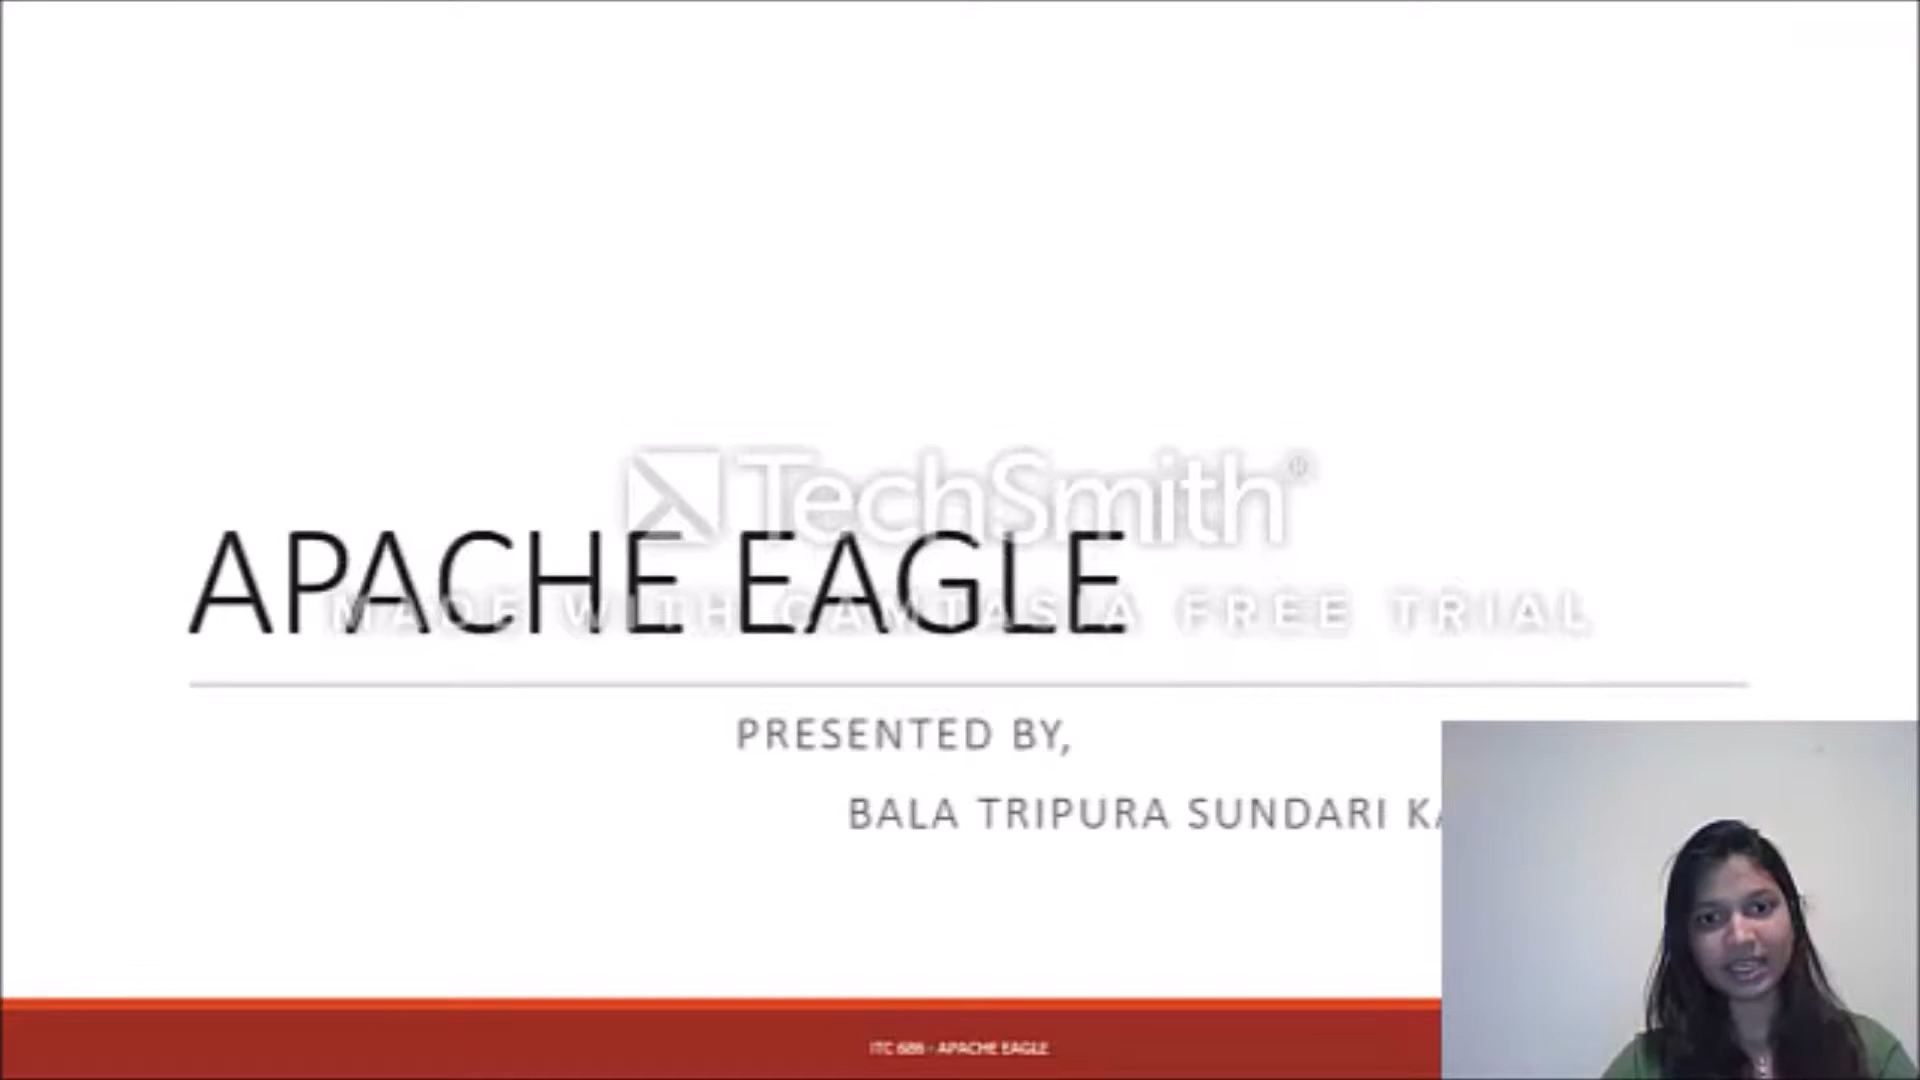 TechSmith®
APACHE EAGLE
MADE WITH CAMTASIA FREE TRIAL
PRESENTED BY,
BALA TRIPURA SUNDARI
ITC 686 - APACHE EAGLE